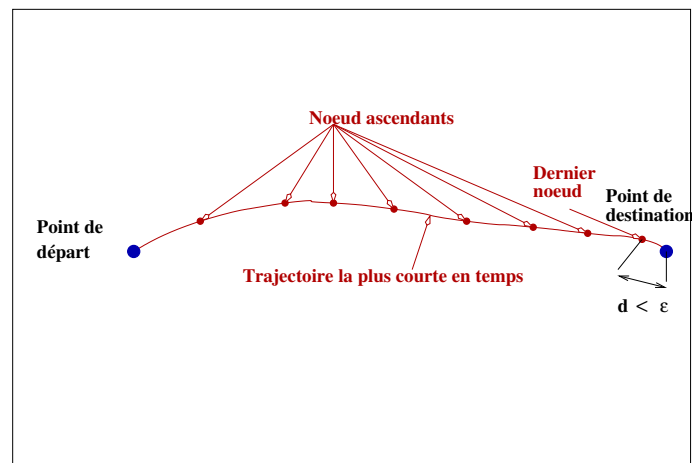 Noeud ascendants
Dernier
noeud
Point de
destination
Point de
départ
Trajectoire la plus courte en temps
d < ε